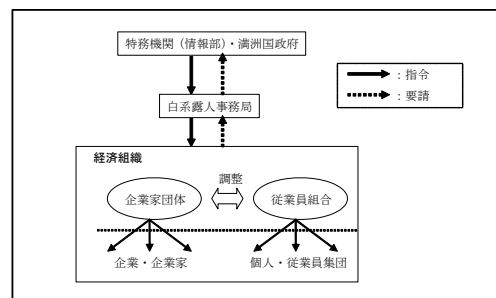 特務機関（情報部）・満洲国政府
：指令
：要請
白系露人事務局
経済組織
調整
企業家団体
従業員組合
企業・企業家
個人・従業員集団